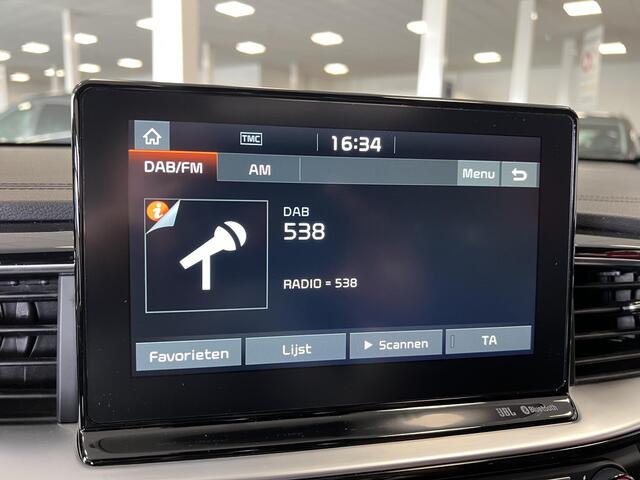 TMC 16:34
DAB/FM AM Menu
i DAB
538
RADIO = 538
Favorieten Lijst Scannen TA
JBL Bluetooth